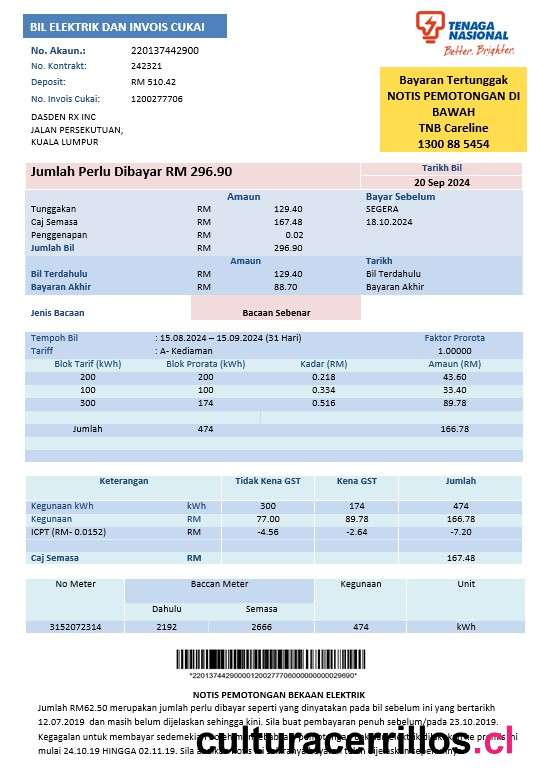 BIL ELEKTRIK DAN INVOIS CUKAI
TENAGA
NASIONAL
Better. Brighter.
No. Akaun.: 220137442900
No. Kontrak: 242321
Deposit: RM 510.42
No. Invois Cukai: 1200277706
DASDEN RX INC
JALAN PERSEKUTUAN,
KUALA LUMPUR
Bayaran Tertunggak
NOTIS PEMOTONGAN DI
BAWAH
TNB Careline
1300 88 5454
Jumlah Perlu Dibayar RM 296.90
Tarikh Bil
20 Sep 2024
Amaun Bayar Sebelum
Tunggakan RM 129.40 SEGERA
Caj Semasa RM 167.48 18.10.2024
Penggenapan RM 0.02
Jumlah Bil RM 296.90
Amaun Tarikh
Bil Terdahulu RM 129.40 Bil Terdahulu
Bayaran Akhir RM 88.70 Bayaran Akhir
Jenis Bacaan Bacaan Sebenar
Tempoh Bil : 15.08.2024 – 15.09.2024 (31 Hari) Faktor Prorota
Tariff : A- Kediaman 1.00000
Blok Tarif (kWh) Blok Prorata (kWh) Kadar (RM) Amaun (RM)
200 200 0.218 43.60
100 100 0.334 33.40
300 174 0.516 89.78
Jumlah 474 166.78
Keterangan Tidak Kena GST Kena GST Jumlah
Kegunaan kWh kWh 300 174 474
Kegunaan RM 77.00 89.78 166.78
ICPT (RM- 0.0152) RM -4.56 -2.64 -7.20
Caj Semasa RM 167.48
No Meter Baccan Meter Kegunaan Unit
Dahulu Semasa
3152072314 2192 2666 474 kWh
NOTIS PEMOTONGAN BEKAAN ELEKTRIK
Jumlah RM62.50 merupakan jumlah perlu dibayar seperti yang dinyatakan pada bil sebelum ini yang bertarikh
12.07.2019 dan masih belum dijelaskan sehingga kini. Sila buat pembayaran penuh sebelum/pada 23.10.2019.
Kegagalan untuk membayar sedemikian
mulai 24.10.19 HINGGA 02.11.19. Sila
culturacerrillos.cl